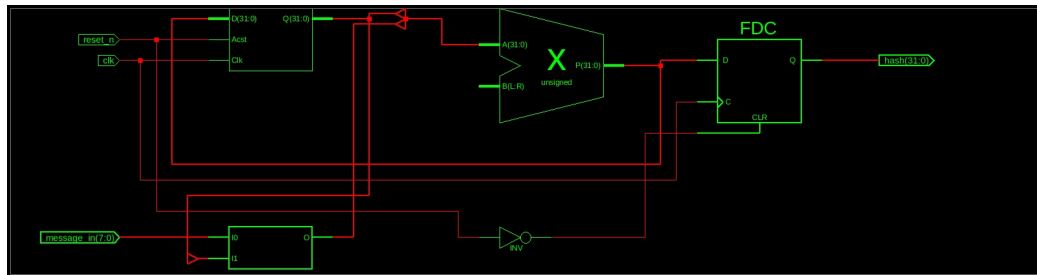 FDC
D(31:0)
Q(31:0)
reset_n
Acst
A(31:0)
clk
Clk
X
P(31:0)
D
Q
hash(31:0)
unsigned
B(L:R)
C
CLR
message_in(7:0)
I0
O
INV
I1